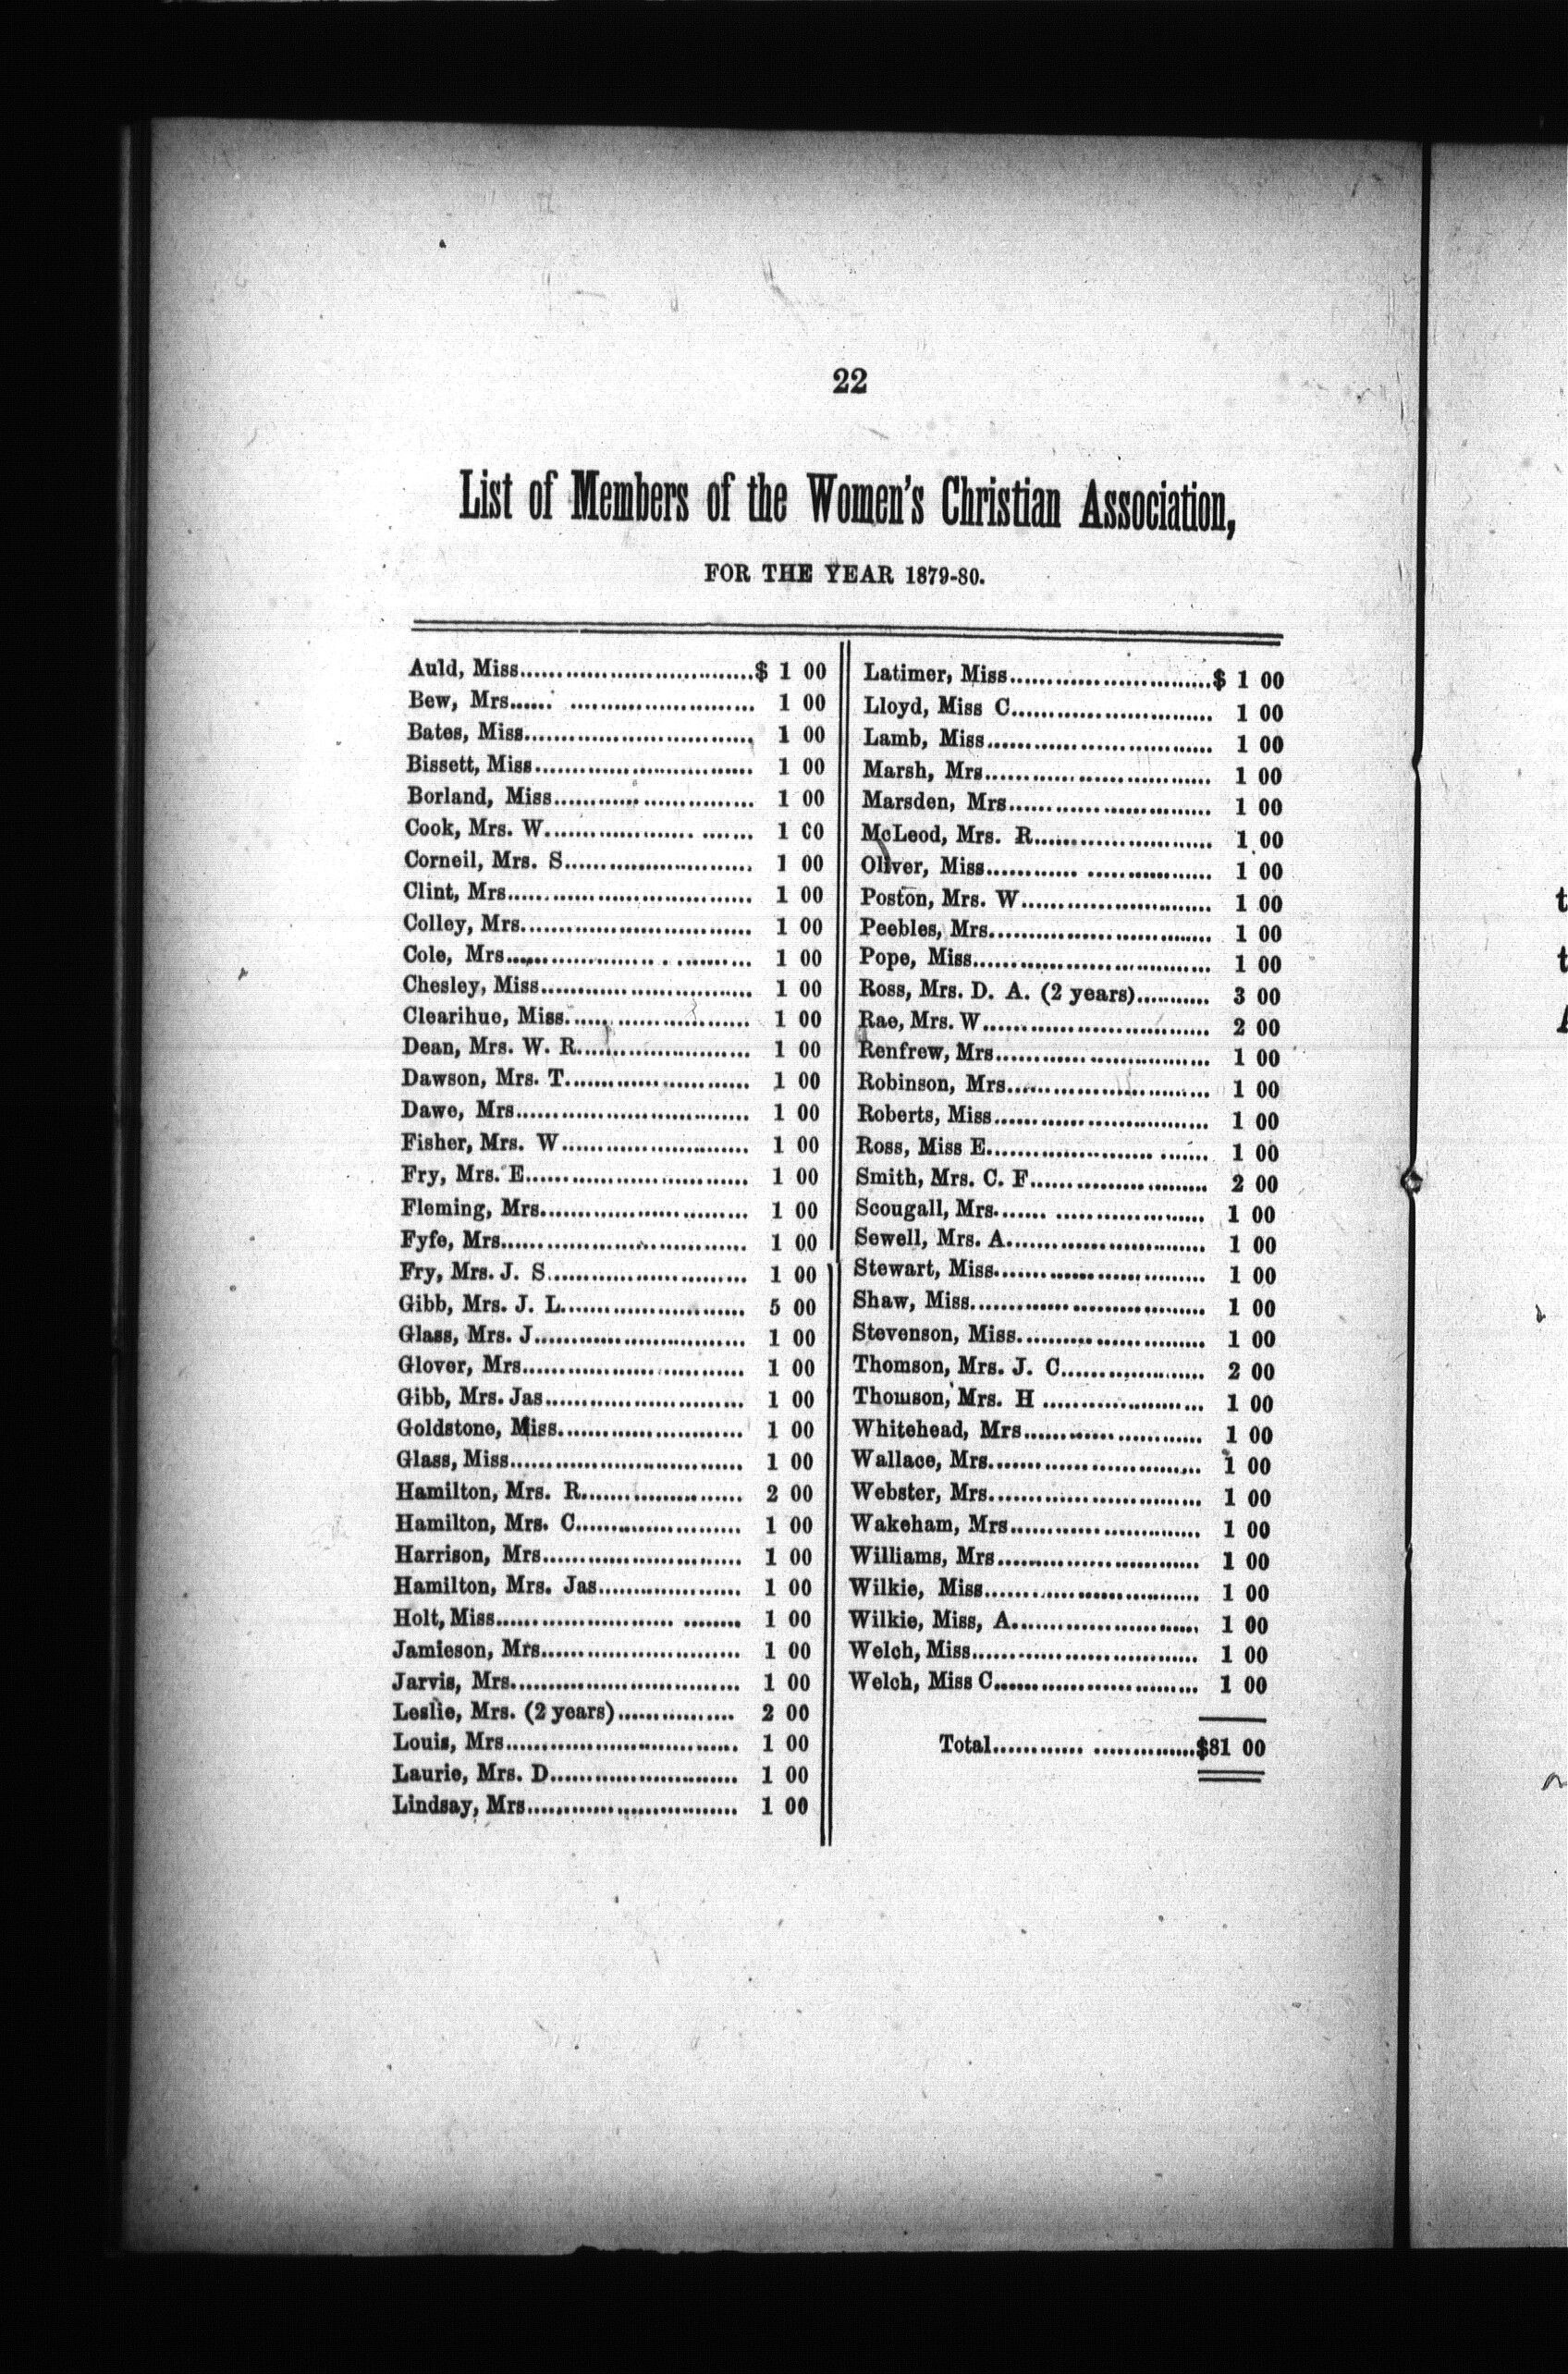 22
List of Members of the Women's Christian Association,
FOR THE YEAR 1879-80.
Auld, Miss................................$ 1 00
Bew, Mrs...... ......................... 1 00
Bates, Miss............................... 1 00
Bissett, Miss.............................. 1 00
Borland, Miss........................... 1 00
Cook, Mrs. W.................... ....... 1 C0
Corneil, Mrs. S......................... 1 00
Clint, Mrs................................. 1 00
Colley, Mrs............................... 1 00
Cole, Mrs..................... . .......... 1 00
Chesley, Miss............................ 1 00
Clearihue, Miss...... ................... 1 00
Dean, Mrs. W. R....................... 1 00
Dawson, Mrs. T......................... 1 00
Dawe, Mrs................................ 1 00
Fisher, Mrs. W......................... 1 00
Fry, Mrs. E.............................. 1 00
Fleming, Mrs............................ 1 00
Fyfe, Mrs................................. 1 00
Fry, Mrs. J. S........................... 1 00
Gibb, Mrs. J. L......................... 5 00
Glass, Mrs. J............................ 1 00
Glover, Mrs.............................. 1 00
Gibb, Mrs. Jas.......................... 1 00
Goldstone, Miss......................... 1 00
Glass, Miss............................... 1 00
Hamilton, Mrs. R...................... 2 00
Hamilton, Mrs. C...................... 1 00
Harrison, Mrs........................... 1 00
Hamilton, Mrs. Jas.................... 1 00
Holt, Miss........................ ........ 1 00
Jamieson, Mrs........................... 1 00
Jarvis, Mrs............................... 1 00
Leslie, Mrs. (2 years)................ 2 00
Louis, Mrs................................ 1 00
Laurie, Mrs. D.......................... 1 00
Lindsay, Mrs............................. 1 00
Latimer, Miss...........................$ 1 00
Lloyd, Miss C........................... 1 00
Lamb, Miss............................... 1 00
Marsh, Mrs............................... 1 00
Marsden, Mrs............................ 1 00
McLeod, Mrs. R........................ 1 00
Oliver, Miss............ ................. 1 00
Poston, Mrs. W......................... 1 00
Peebles, Mrs.............................. 1 00
Pope, Miss................................ 1 00
Ross, Mrs. D. A. (2 years)........... 3 00
Rae, Mrs. W.............................. 2 00
Renfrew, Mrs............................ 1 00
Robinson, Mrs........................... 1 00
Roberts, Miss............................ 1 00
Ross, Miss E....................... ....... 1 00
Smith, Mrs. C. F........................ 2 00
Scougall, Mrs....... .................... 1 00
Sewell, Mrs. A.......................... 1 00
Stewart, Miss............................ 1 00
Shaw, Miss................................ 1 00
Stevenson, Miss......................... 1 00
Thomson, Mrs. J. C................... 2 00
Thomson, Mrs. H ...................... 1 00
Whitehead, Mrs........................ 1 00
Wallace, Mrs............................. 1 00
Webster, Mrs............................. 1 00
Wakeham, Mrs.......................... 1 00
Williams, Mrs........................... 1 00
Wilkie, Miss............................. 1 00
Wilkie, Miss, A......................... 1 00
Welch, Miss............................... 1 00
Welch, Miss C........................... 1 00
Total............ ..............$81 00
t
t